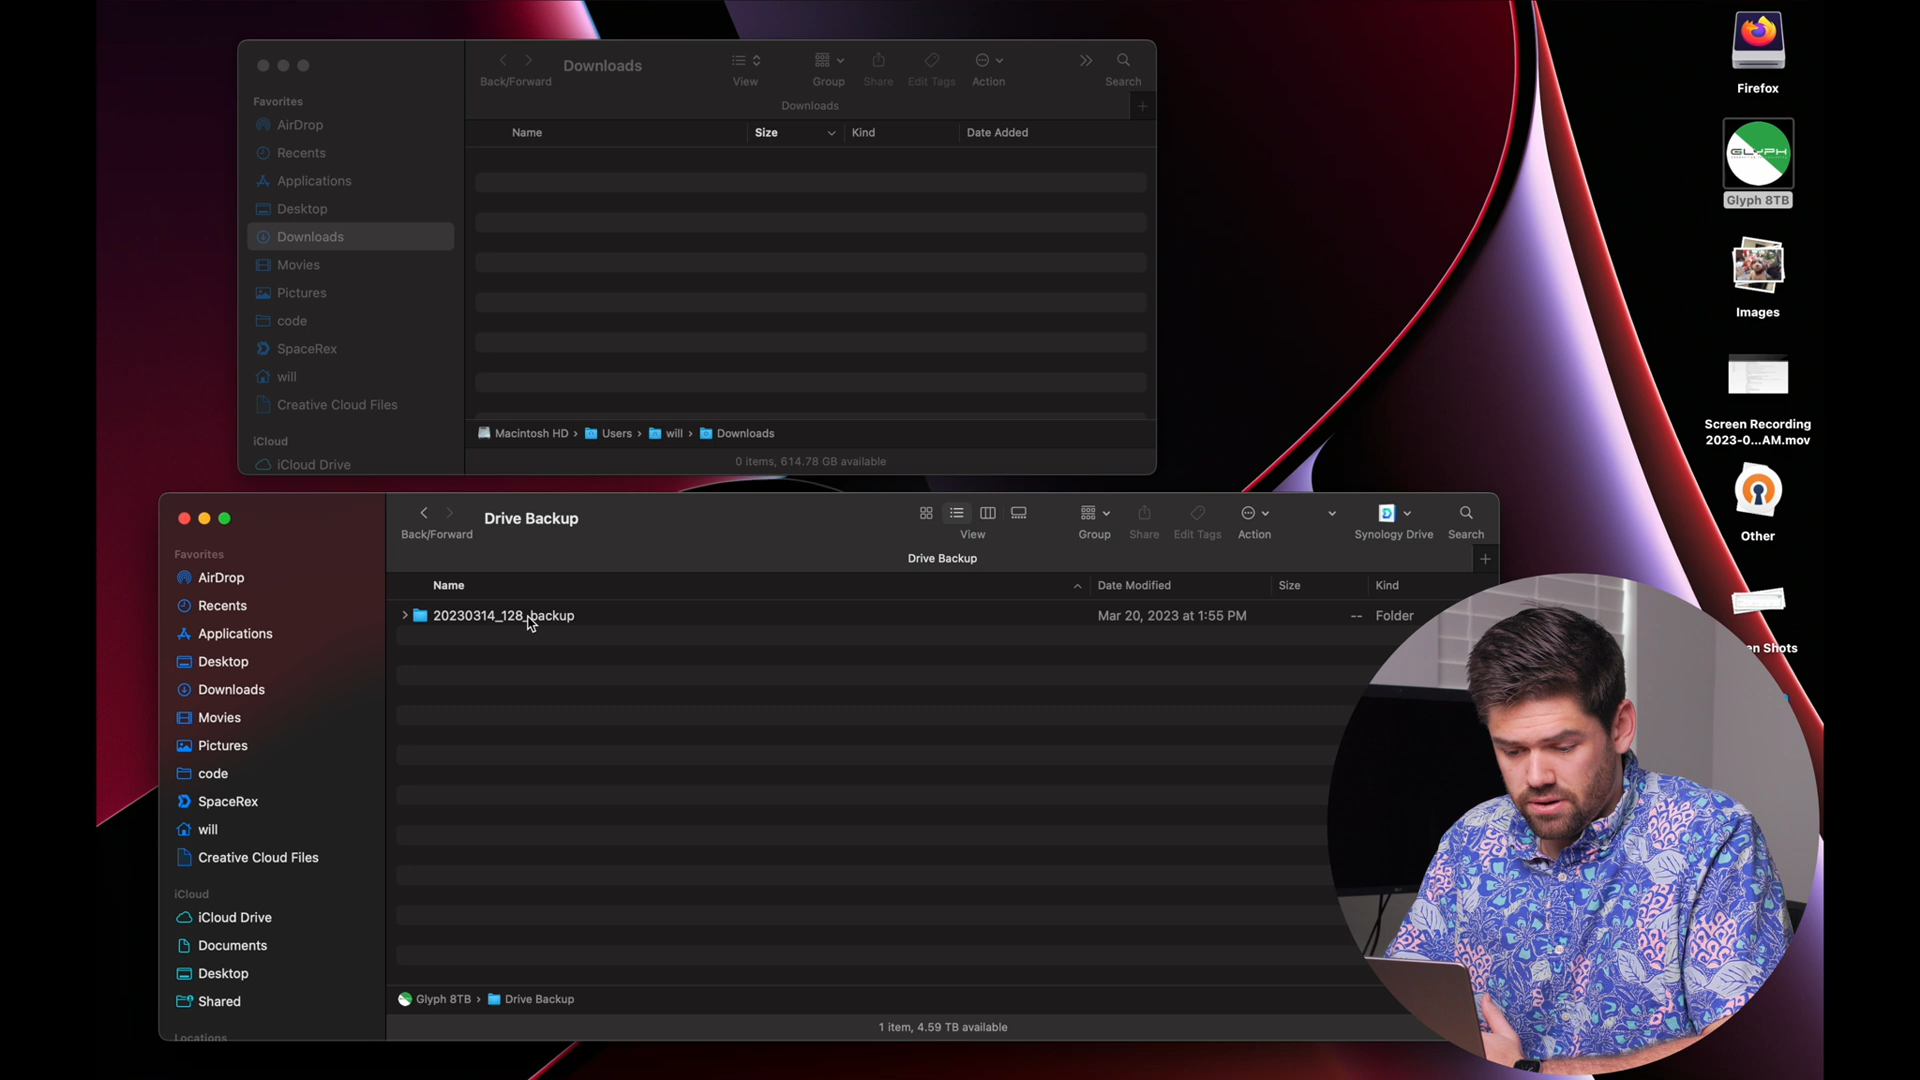 Back/Forward
Downloads
View
Group
Share
Edit Tags
Action
Search
Downloads
Name
Size
Kind
Date Added
Favorites
AirDrop
Recents
Applications
Desktop
Downloads
Movies
Pictures
code
SpaceRex
will
Creative Cloud Files
iCloud
iCloud Drive
Macintosh HD › Users › will › Downloads
0 items, 614.78 GB available
Firefox
GLYPH
Glyph 8TB
Images
Screen Recording
2023-0...AM.mov
Other
en Shots
Back/Forward
Drive Backup
View
Group
Share
Edit Tags
Action
Synology Drive
Search
Drive Backup
Name
Date Modified
Size
Kind
20230314_128_backup
Mar 20, 2023 at 1:55 PM
--
Folder
Favorites
AirDrop
Recents
Applications
Desktop
Downloads
Movies
Pictures
code
SpaceRex
will
Creative Cloud Files
iCloud
iCloud Drive
Documents
Desktop
Shared
Locations
Glyph 8TB › Drive Backup
1 item, 4.59 TB available